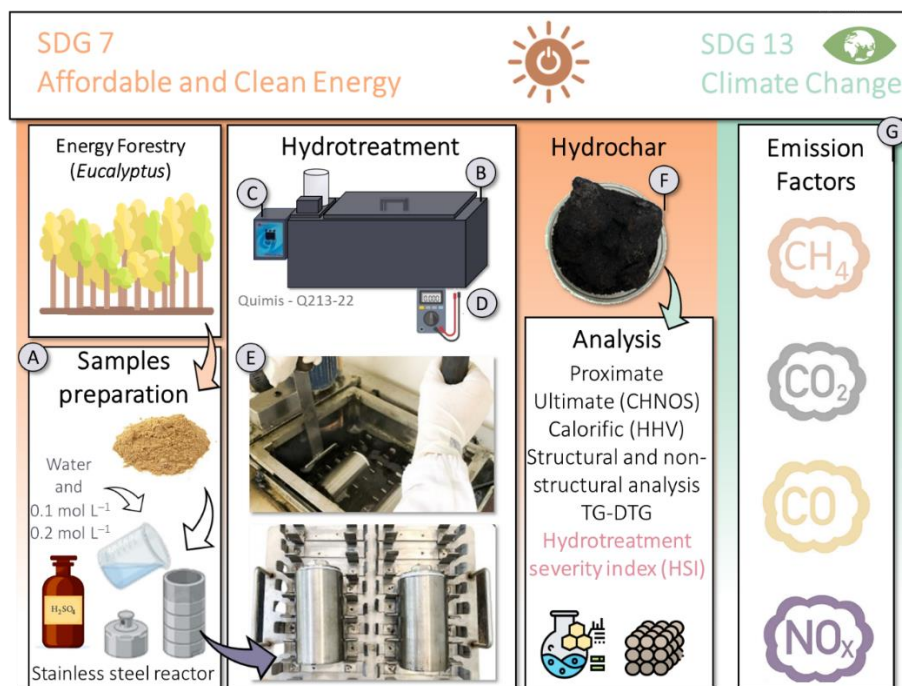 SDG 7
Affordable and Clean Energy
SDG 13
Climate Change
Energy Forestry
(Eucalyptus)
A
Samples
preparation
Water
and
0.1 mol L⁻¹
0.2 mol L⁻¹
H₂SO₄
Stainless steel reactor
Hydrotreatment
C
B
Quimis - Q213-22
D
E
Hydrochar
F
Analysis
Proximate
Ultimate (CHNOS)
Calorific (HHV)
Structural and non-
structural analysis
TG-DTG
Hydrotreatment
severity index (HSI)
G
Emission
Factors
CH₄
CO₂
CO
NOₓ